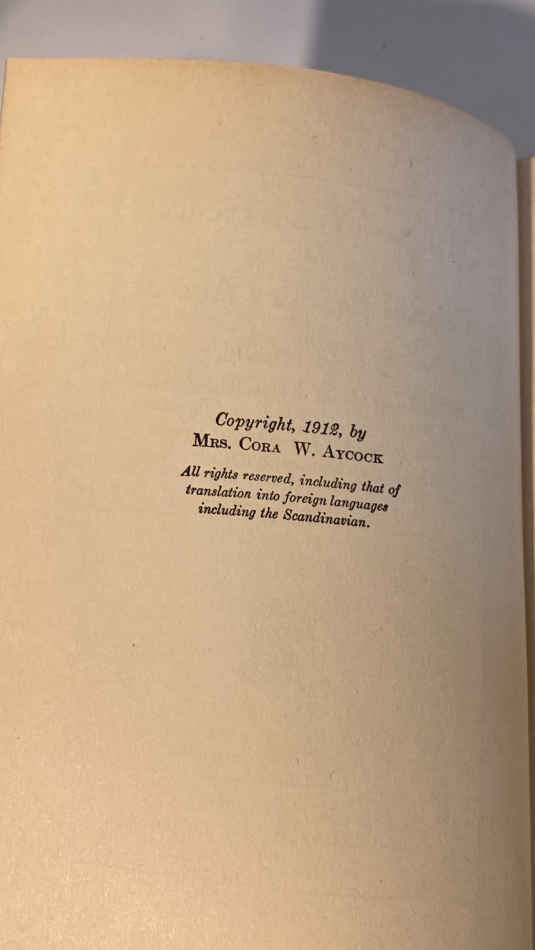 Copyright, 1912, by
Mrs. Cora W. Aycock
All rights reserved, including that of
translation into foreign languages
including the Scandinavian.